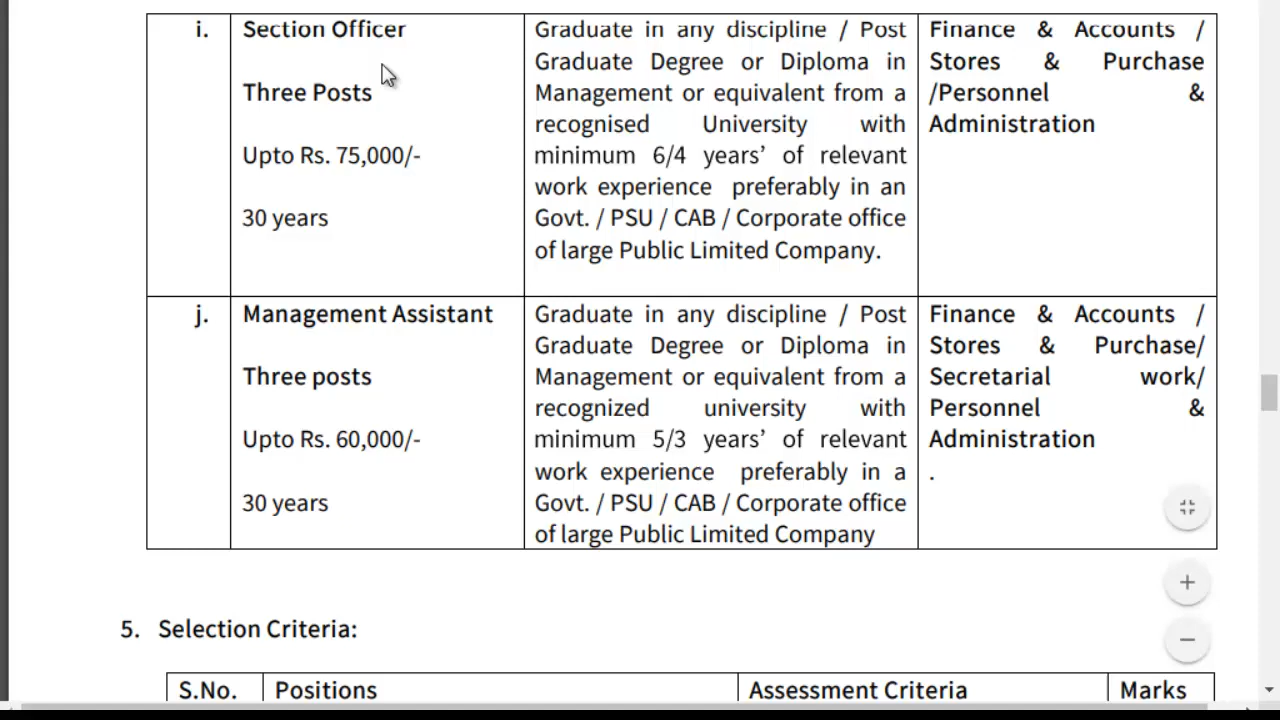 i.
Section Officer
Three Posts
Upto Rs. 75,000/-
30 years
Graduate in any discipline / Post
Graduate Degree or Diploma in
Management or equivalent from a
recognised University with
minimum 6/4 years’ of relevant
work experience preferably in an
Govt. / PSU / CAB / Corporate office
of large Public Limited Company.
Finance & Accounts /
Stores & Purchase
/Personnel &
Administration
j.
Management Assistant
Three posts
Upto Rs. 60,000/-
30 years
Graduate in any discipline / Post
Graduate Degree or Diploma in
Management or equivalent from a
recognized university with
minimum 5/3 years’ of relevant
work experience preferably in a
Govt. / PSU / CAB / Corporate office
of large Public Limited Company
Finance & Accounts /
Stores & Purchase/
Secretarial work/
Personnel &
Administration
.
5. Selection Criteria:
S.No. Positions Assessment Criteria Marks